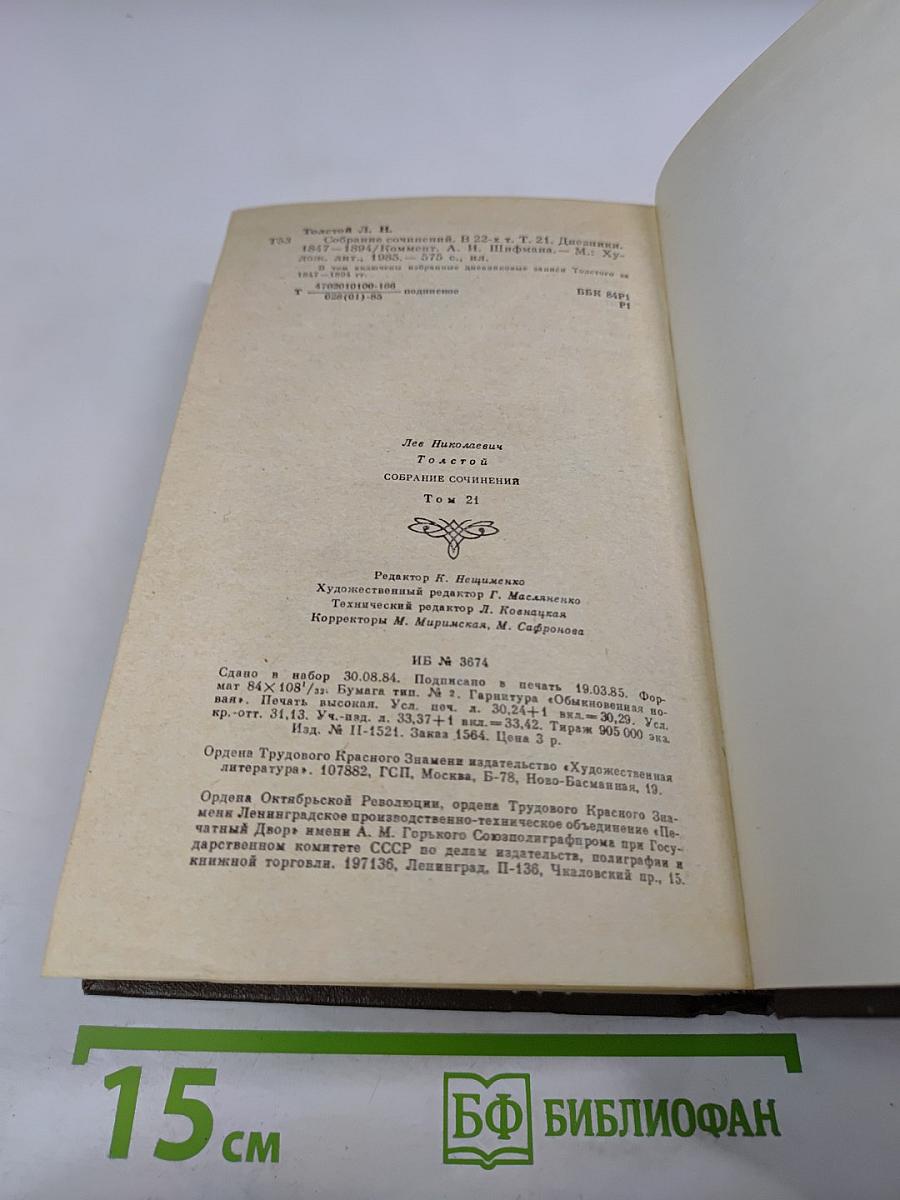 Толстой Л. Н.
Т53 Собрание сочинений. В 22-х т. Т. 21. Дневники.
1847—1894/Коммент. А. И. Шифмана.— М.: Ху-
дож. лит., 1985.— 575 с., ил.
В том включены избранные дневниковые записи Толстого за
1847—1894 гг.
4702010100-166
Т подписное
028(01)-85
ББК 84Р1
Р1
Лев Николаевич
Толстой
СОБРАНИЕ СОЧИНЕНИЙ
Том 21
Редактор К. Нещименко
Художественный редактор Г. Масляненко
Технический редактор Л. Ковнацкая
Корректоры М. Миримская, М. Сафронова
ИБ № 3674
Сдано в набор 30.08.84. Подписано в печать 19.03.85. Фор-
мат 84×108¹/₃₂. Бумага тип. № 2. Гарнитура «Обыкновенная но-
вая». Печать высокая. Усл. печ. л. 30,24+1 вкл.=30,29. Усл.
кр.-отт. 31,13. Уч.-изд. л. 33,37+1 вкл.=33,42. Тираж 905 000 экз.
Изд. № II-1521. Заказ 1564. Цена 3 р.
Ордена Трудового Красного Знамени издательство «Художественная
литература». 107882, ГСП, Москва, Б-78, Ново-Басманная, 19.
Ордена Октябрьской Революции, ордена Трудового Красного Зна-
мени Ленинградское производственно-техническое объединение «Пе-
чатный Двор» имени А. М. Горького Союзполиграфпрома при Госу-
дарственном комитете СССР по делам издательств, полиграфии и
книжной торговли. 197136, Ленинград, П-136, Чкаловский пр., 15.
15 см
БФ БИБЛИОФАН